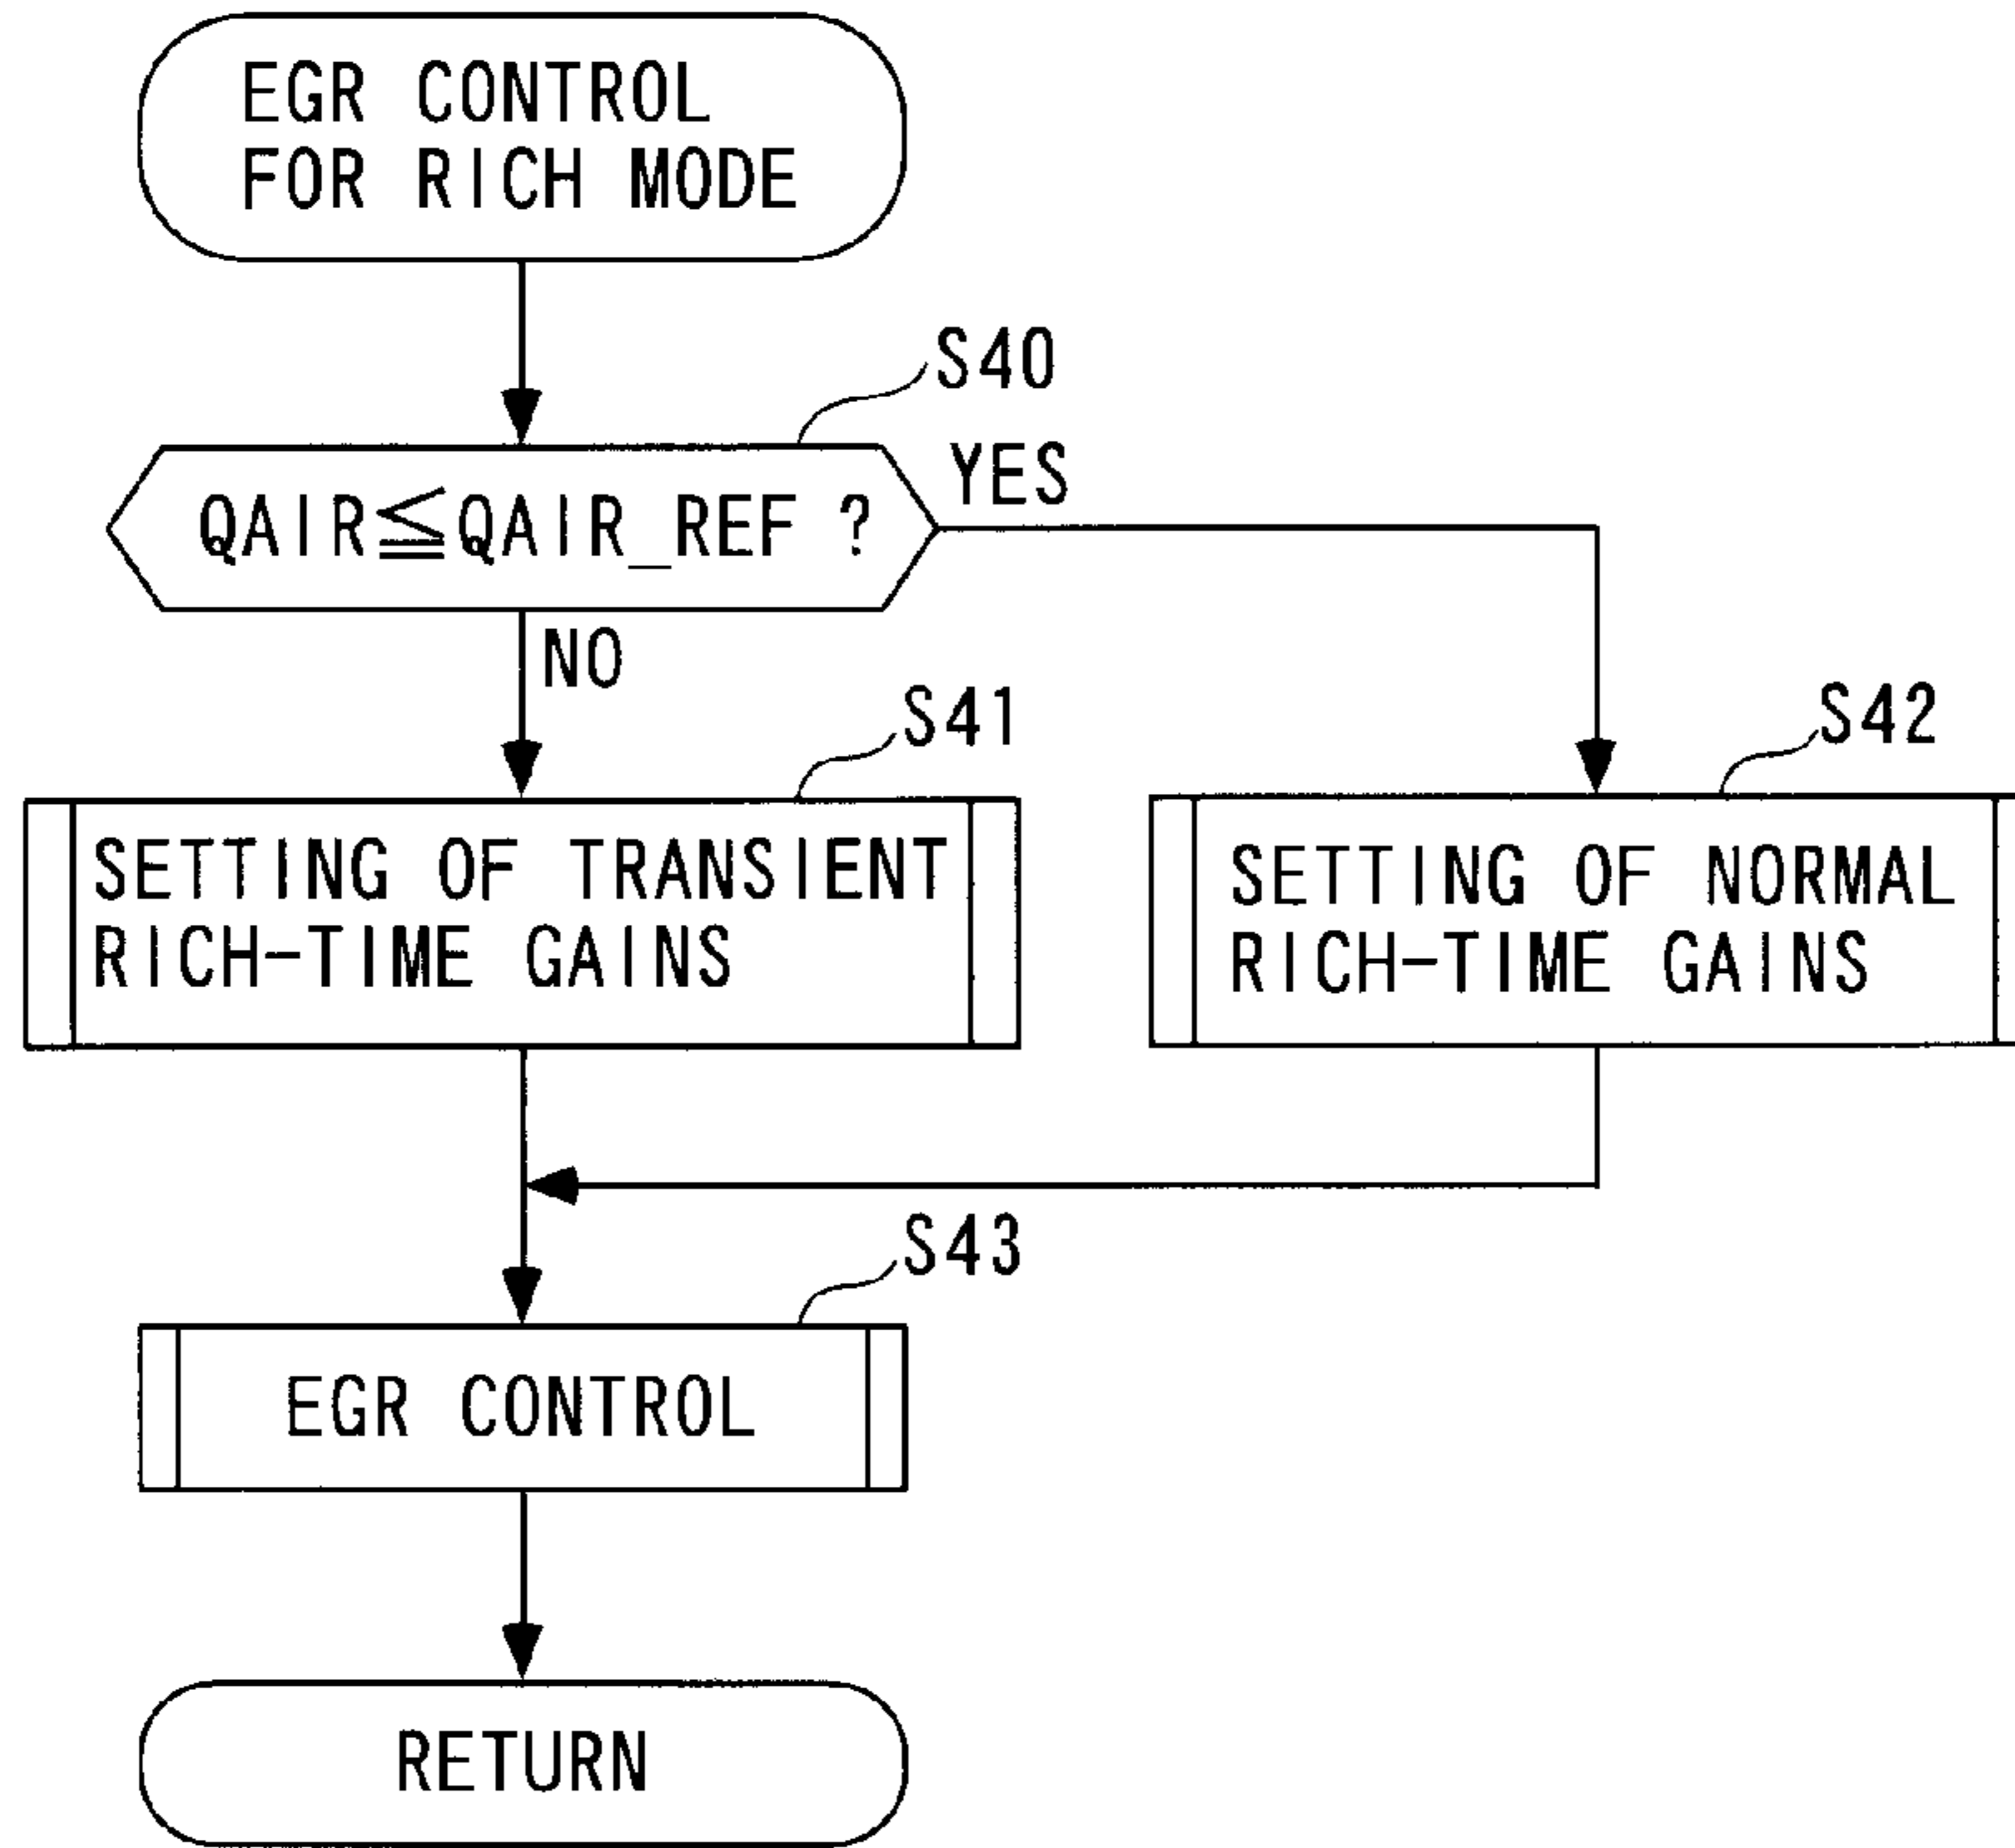 EGR CONTROL
FOR RICH MODE
S40
QAIR≦QAIR_REF ?
YES
NO
S41
SETTING OF TRANSIENT
RICH-TIME GAINS
S42
SETTING OF NORMAL
RICH-TIME GAINS
S43
EGR CONTROL
RETURN